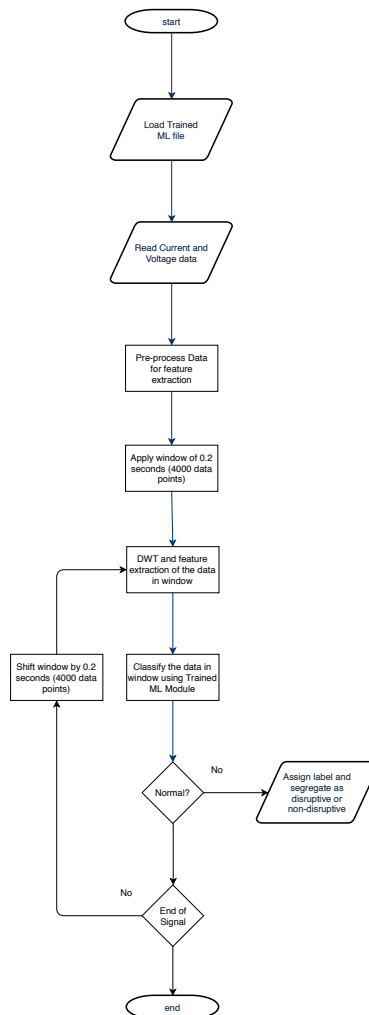 start
Load Trained
ML file
Read Current and
Voltage data
Pre-process Data
for feature
extraction
Apply window of 0.2
seconds (4000 data
points)
DWT and feature
extraction of the data
in window
Shift window by 0.2
seconds (4000 data
points)
Classify the data in
window using Trained
ML Module
Normal?
No
Assign label and
segregate as
disruptive or
non-disruptive
No
End of
Signal
end